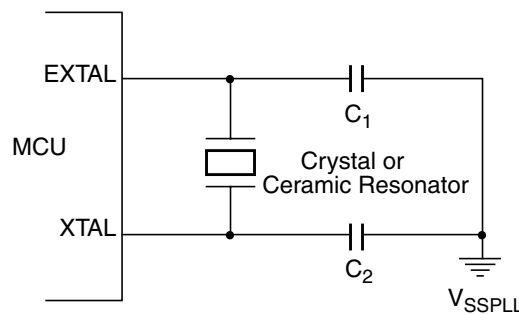 EXTAL
C1
MCU
Crystal or
Ceramic Resonator
XTAL
C2
VSSPLL